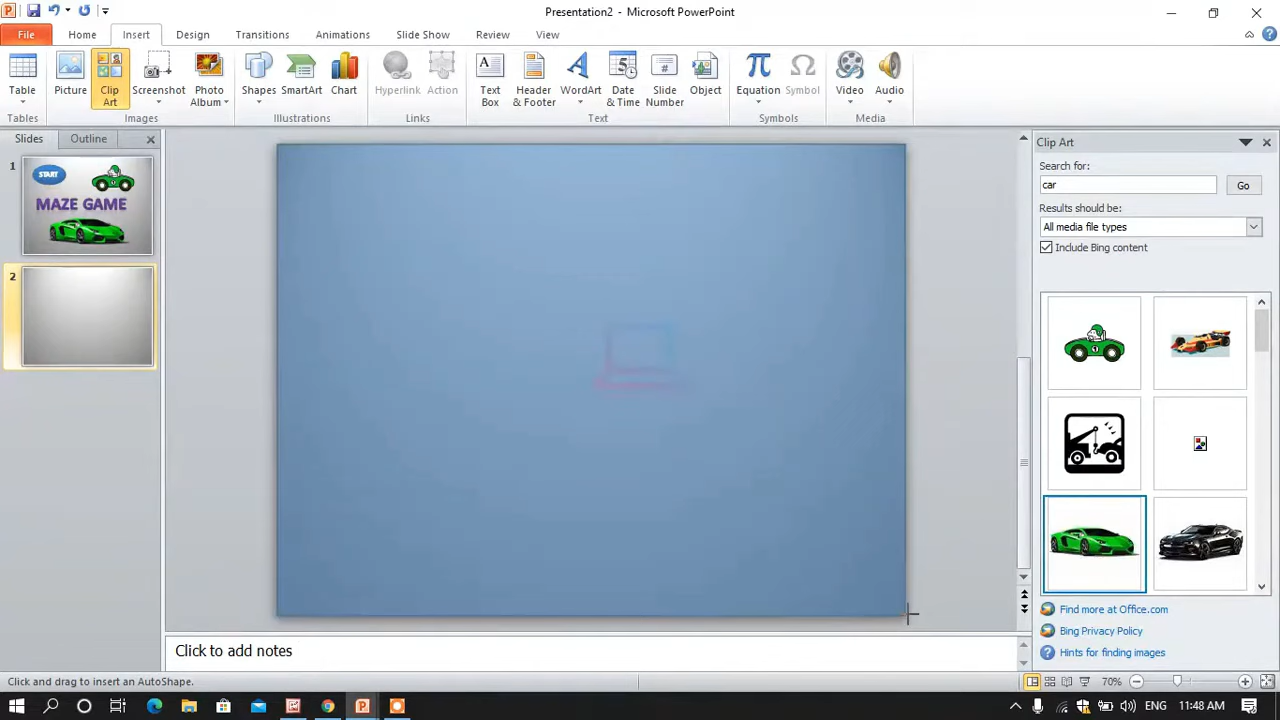 Presentation2 - Microsoft PowerPoint
File Home Insert Design Transitions Animations Slide Show Review View
Table Picture Clip Art Screenshot Photo Album Shapes SmartArt Chart Hyperlink Action Text Box Header & Footer WordArt Date & Time Slide Number Object Equation Symbol Video Audio
Tables Images Illustrations Links Text Symbols Media
Slides Outline
1
START
MAZE GAME
2
Clip Art
Search for:
car Go
Results should be:
All media file types
Include Bing content
Find more at Office.com
Bing Privacy Policy
Hints for finding images
Click to add notes
Click and drag to insert an AutoShape.
70%
ENG 11:48 AM